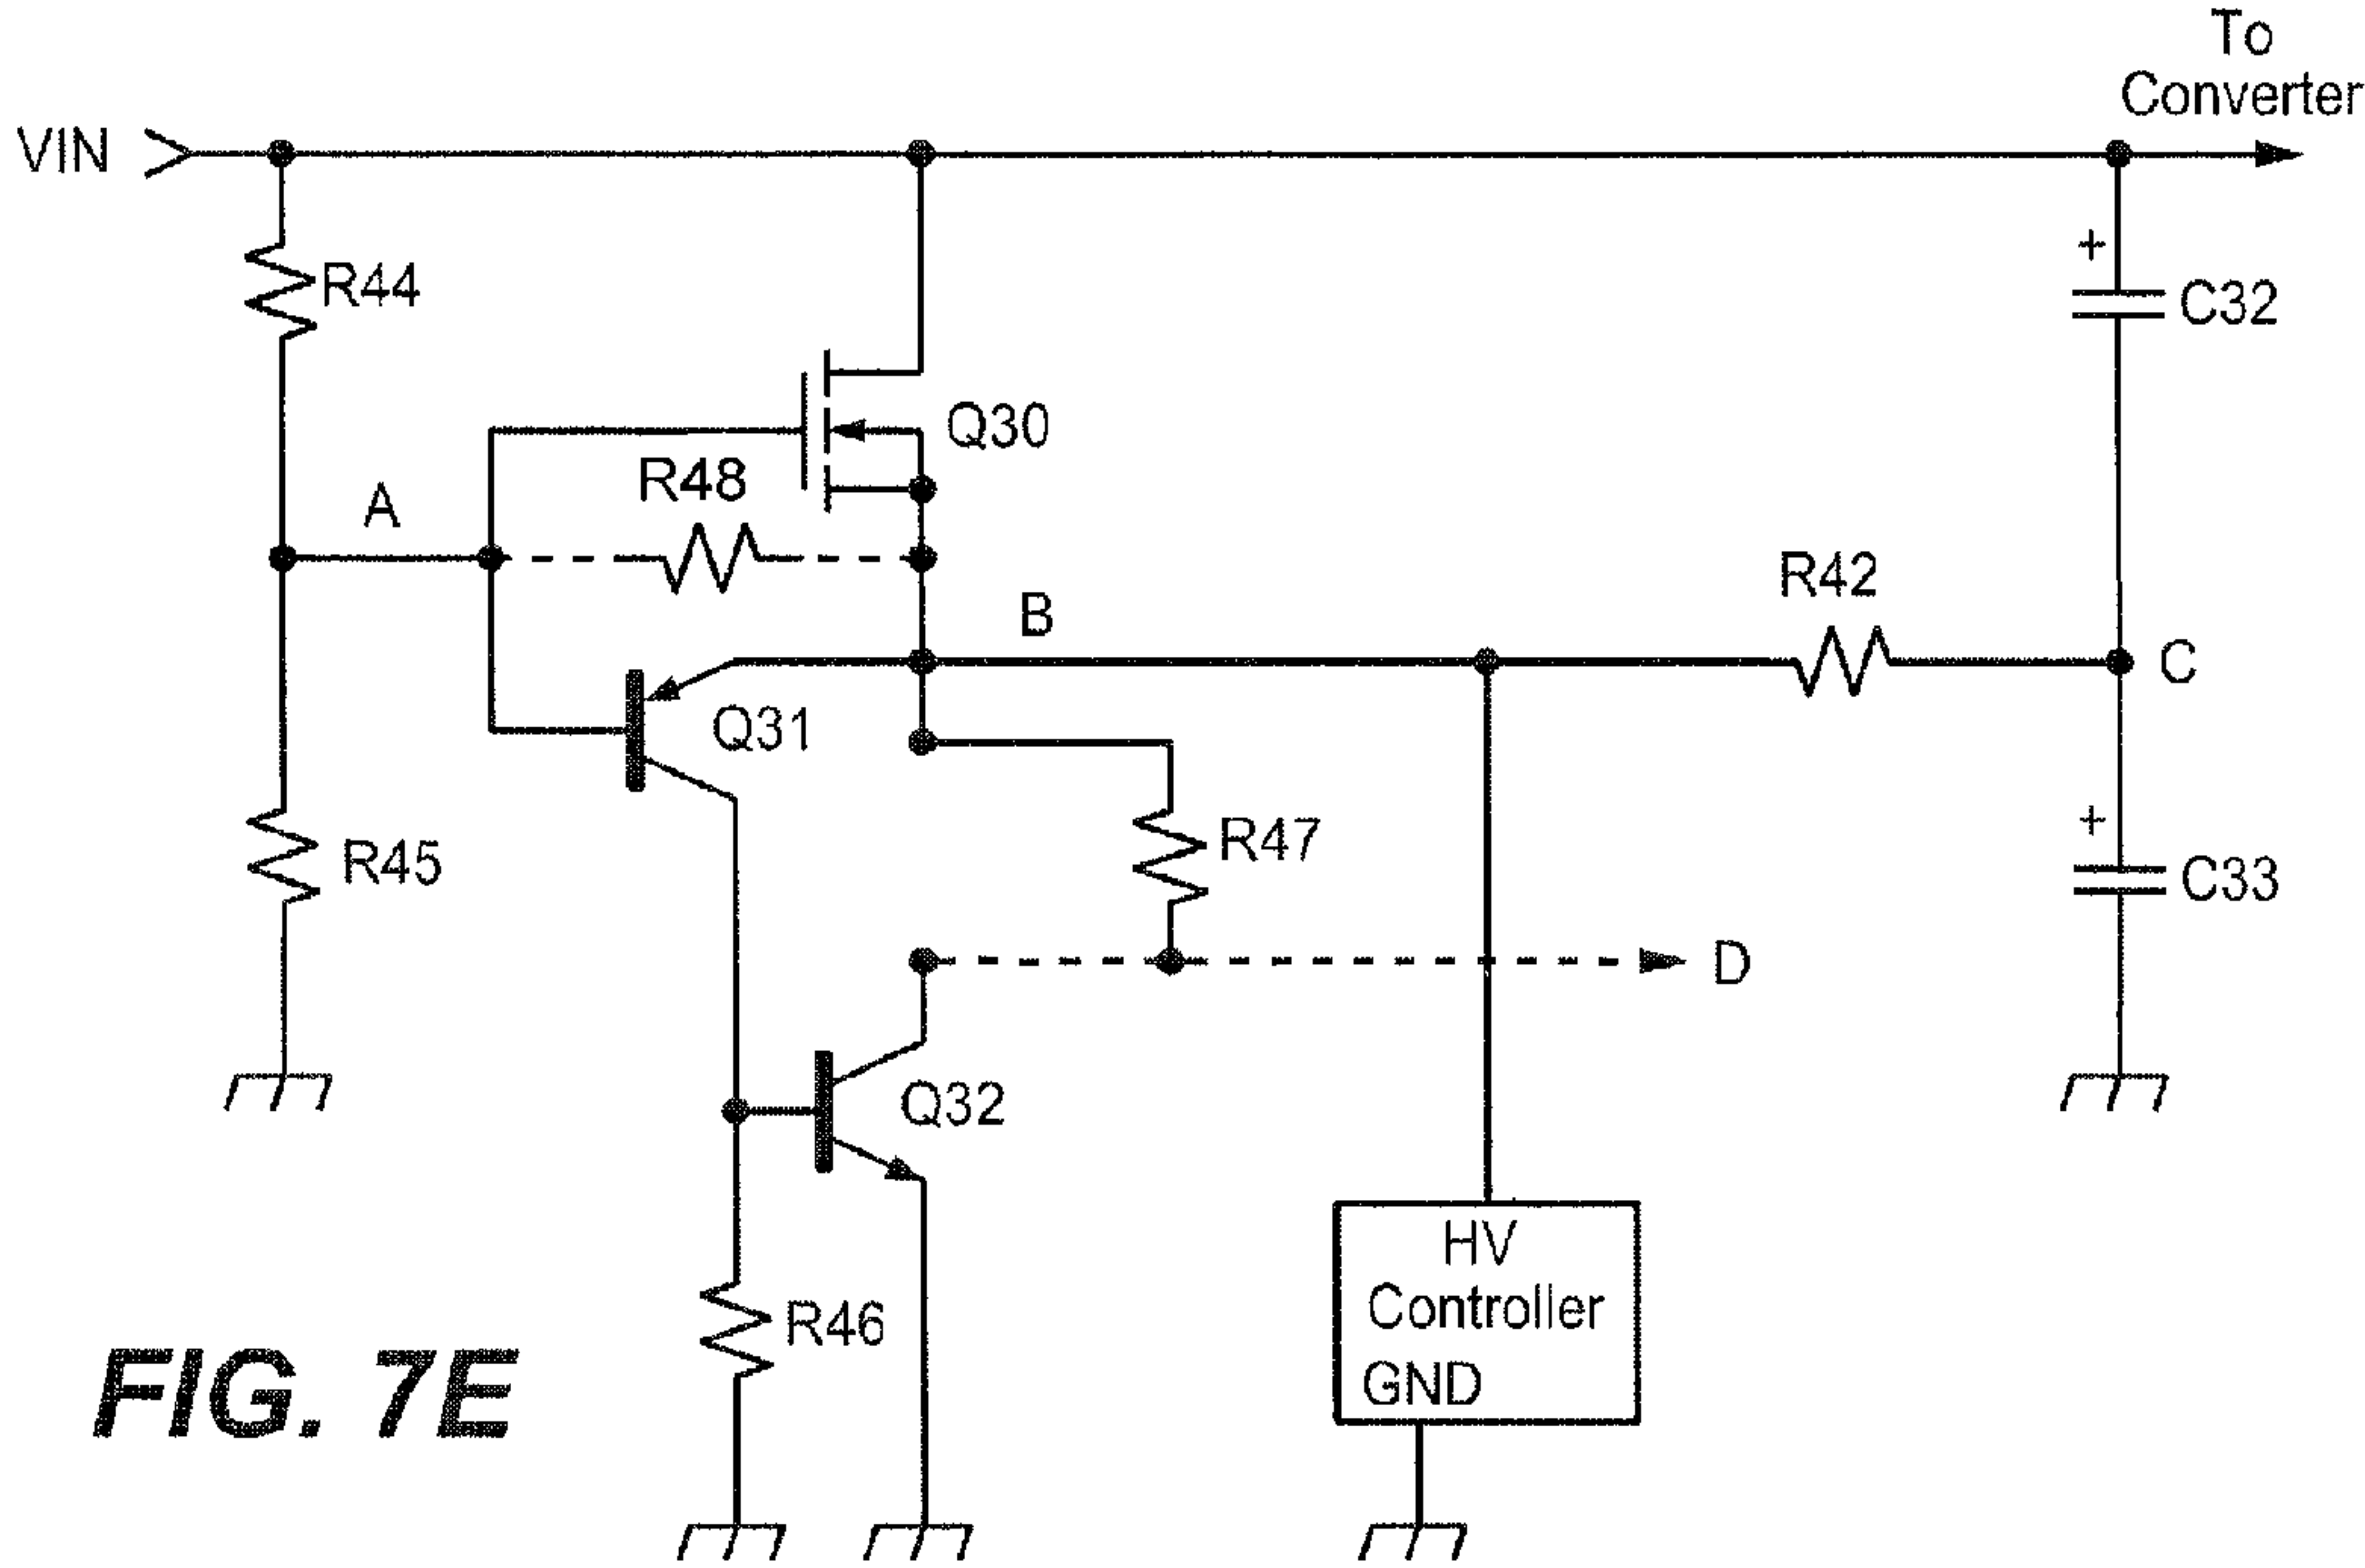 To
Converter
VIN
R44
C32
Q30
R48
A
R42
B
C
Q31
R47
R45
C33
D
Q32
HV
Controller
GND
R46
FIG. 7E